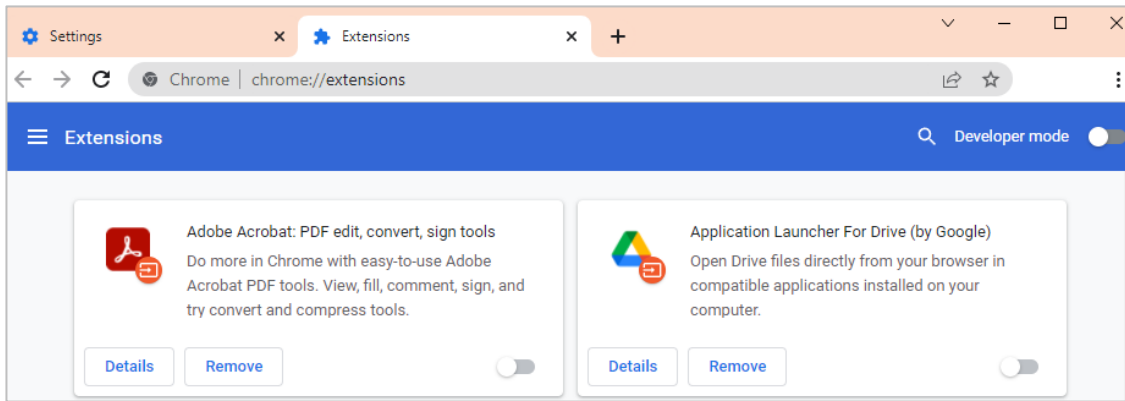 Settings
Extensions
Chrome | chrome://extensions
Extensions
Developer mode
Adobe Acrobat: PDF edit, convert, sign tools
Do more in Chrome with easy-to-use Adobe
Acrobat PDF tools. View, fill, comment, sign, and
try convert and compress tools.
Details
Remove
Application Launcher For Drive (by Google)
Open Drive files directly from your browser in
compatible applications installed on your
computer.
Details
Remove